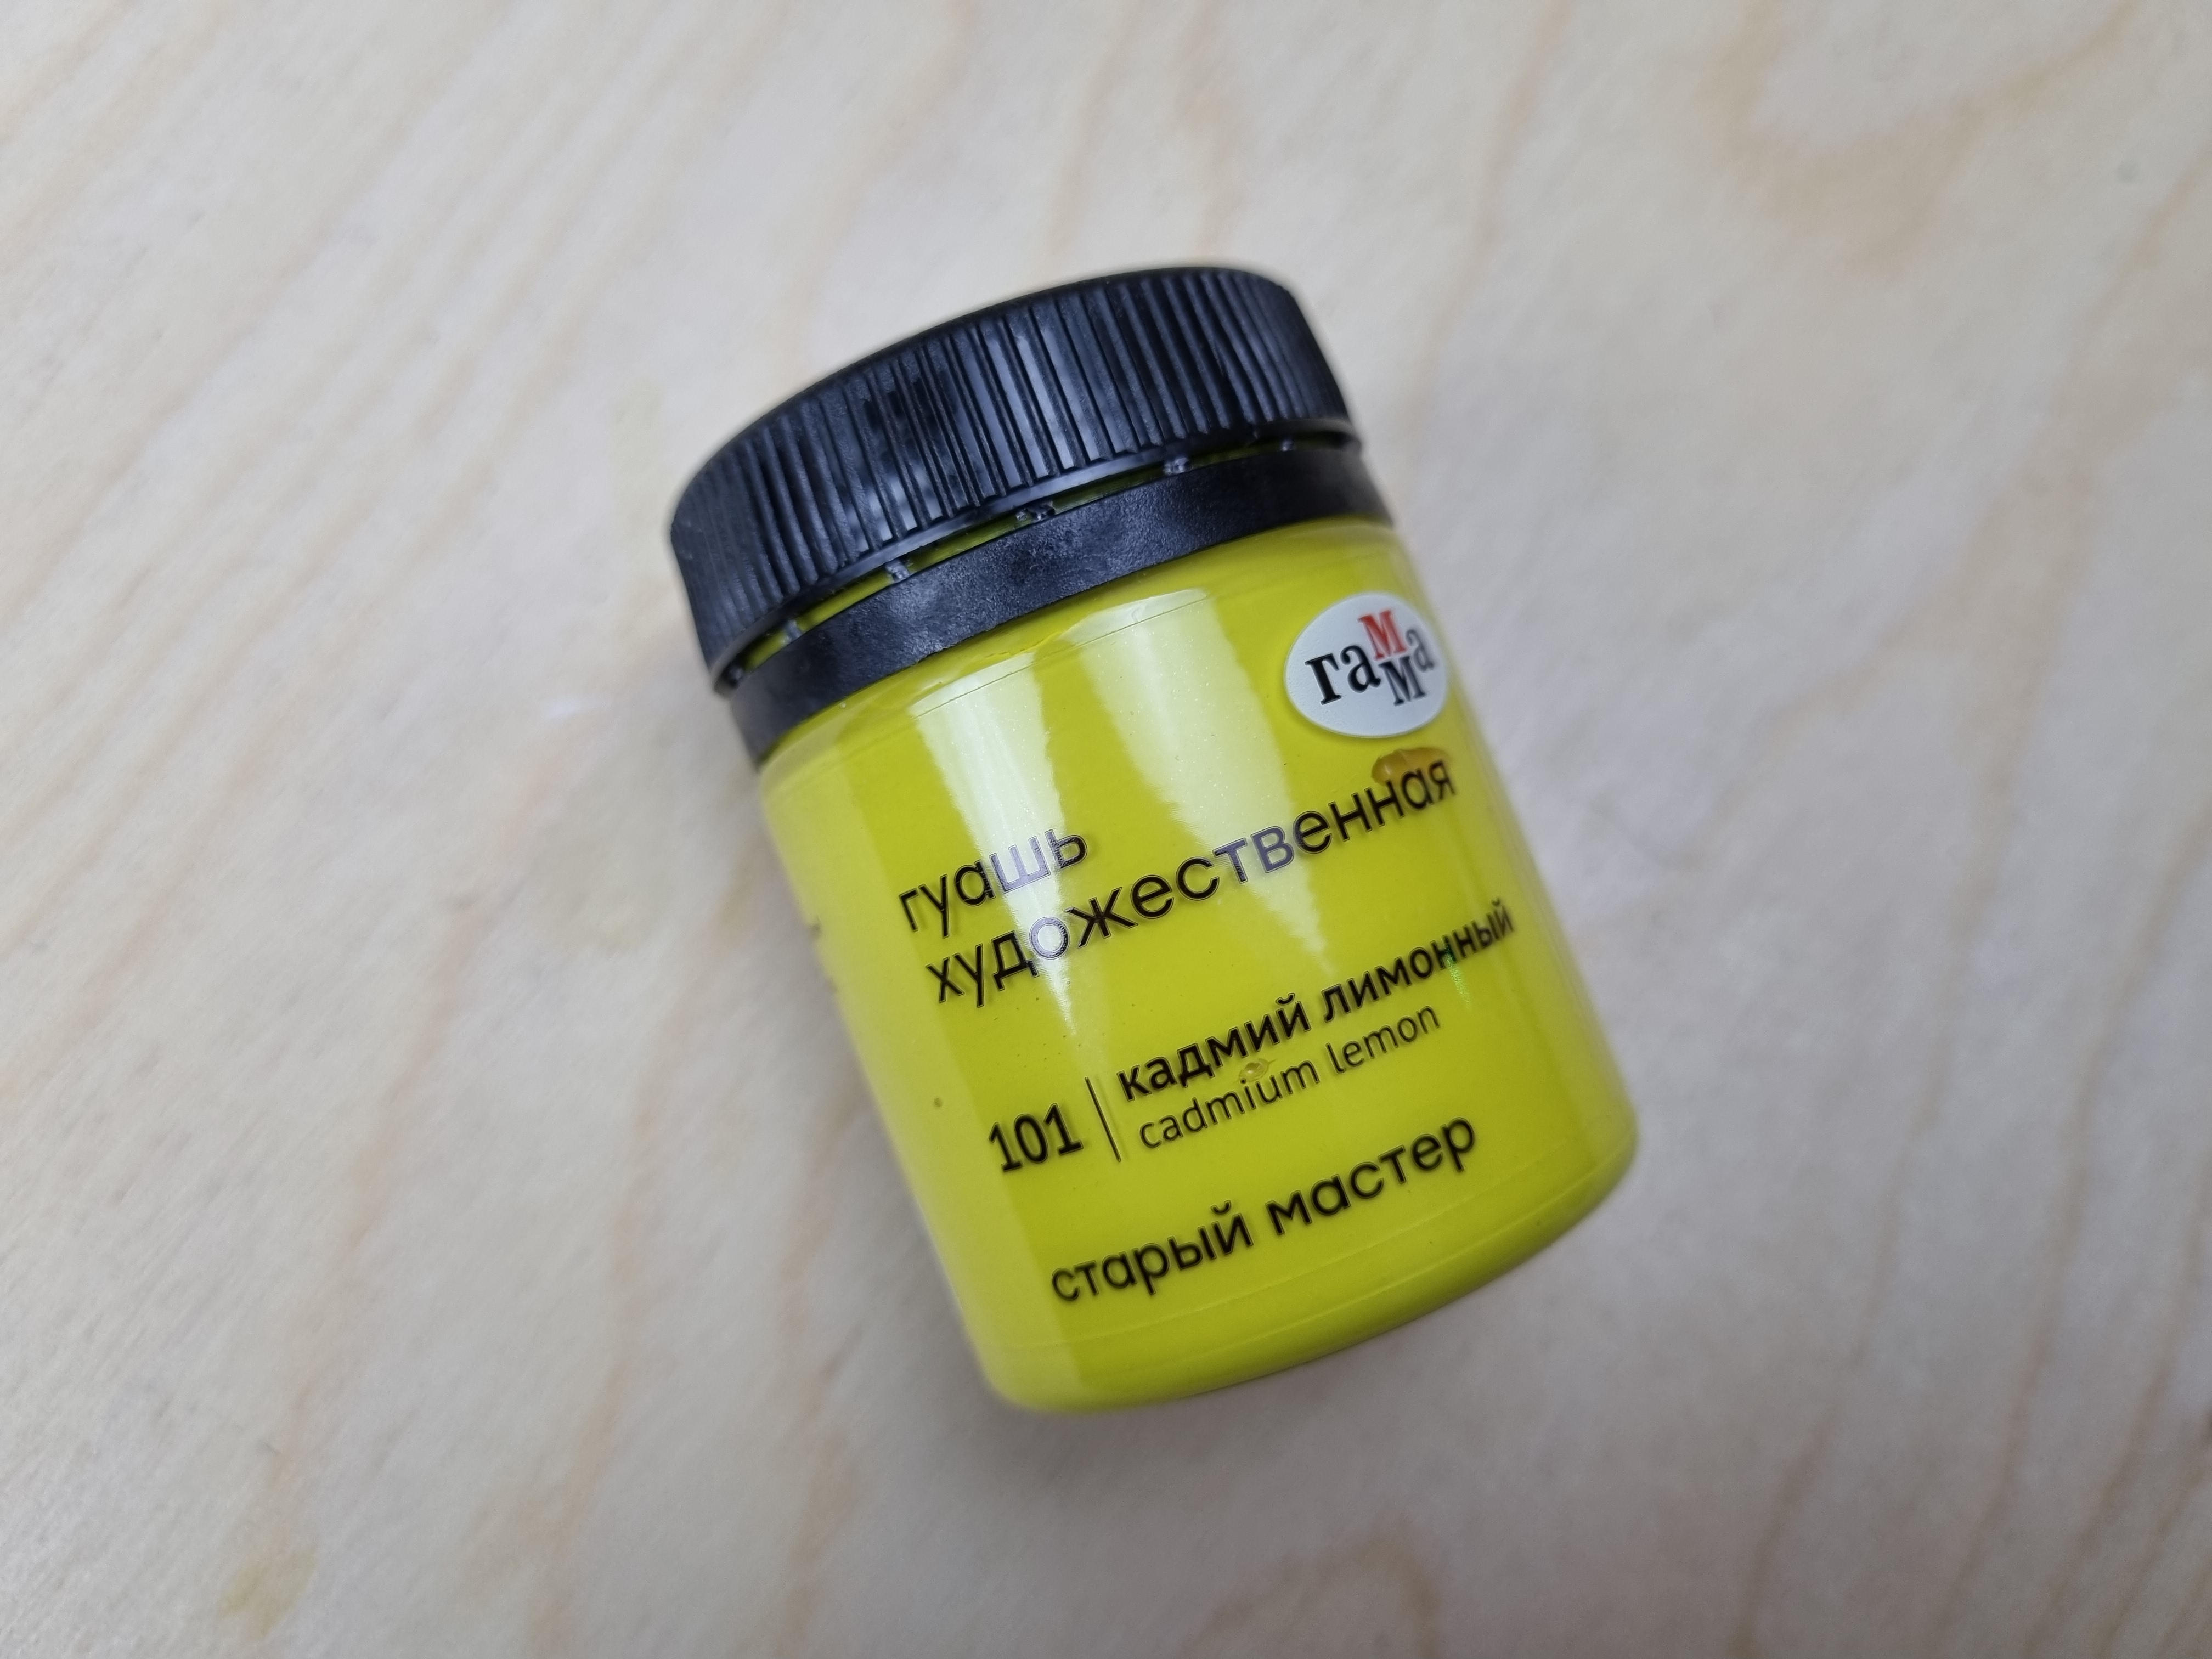 гамма
гуашь
художественная
101
кадмий лимонный
cadmium lemon
старый мастер